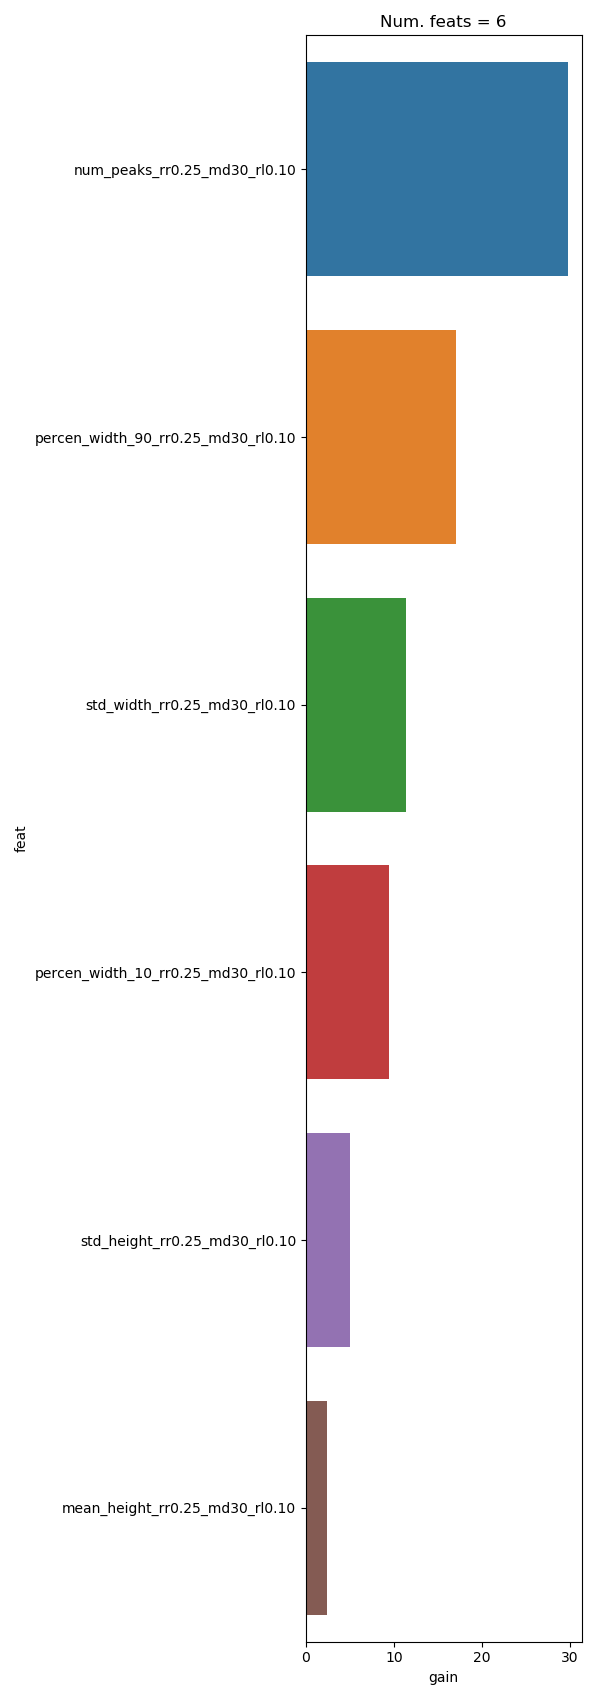 Num. feats = 6
num_peaks_rr0.25_md30_rl0.10
percen_width_90_rr0.25_md30_rl0.10
std_width_rr0.25_md30_rl0.10
feat
percen_width_10_rr0.25_md30_rl0.10
std_height_rr0.25_md30_rl0.10
mean_height_rr0.25_md30_rl0.10
0 10 20 30
gain